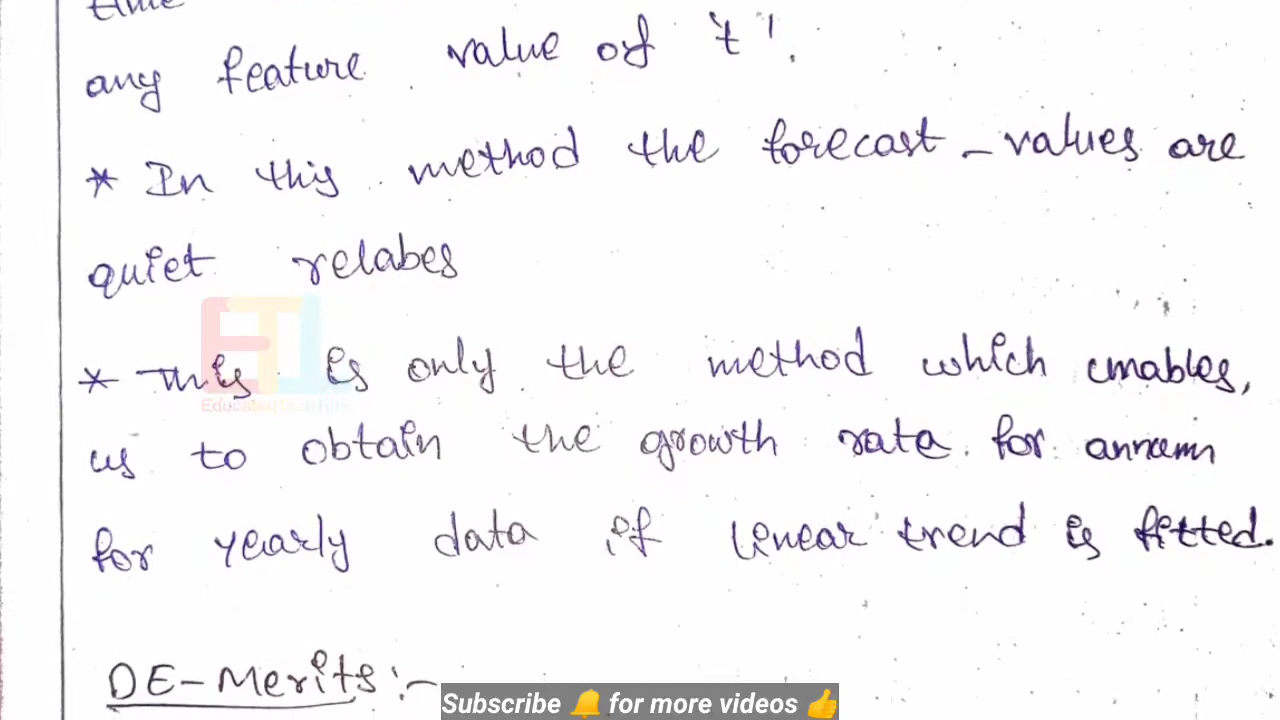 time
any feature value of 't'.
* In this method the forecast - values are
quiet relabes
* This is only the method which enables,
us to obtain the growth rata for annum
for yearly data if linear trend is fitted.
DE-Merits:-
Subscribe 🔔 for more videos 👍